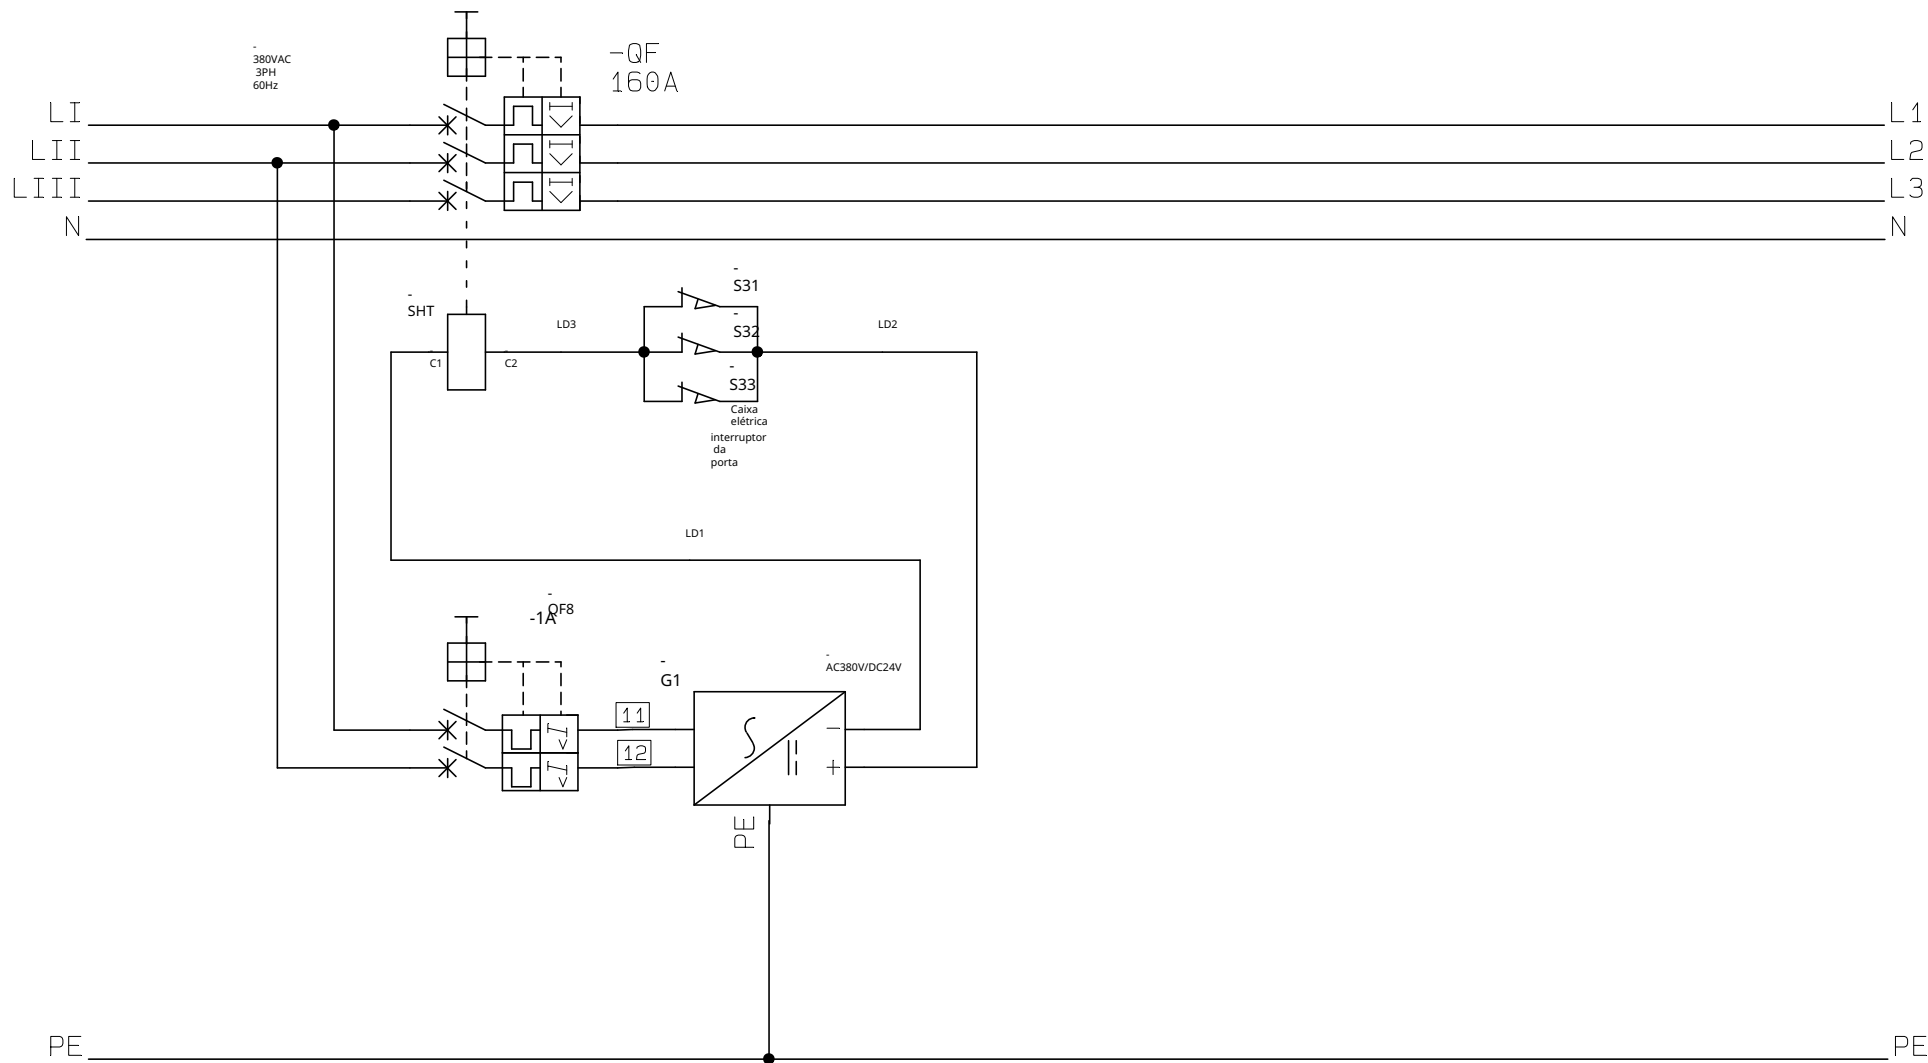 -
380VAC
3PH
60Hz
-QF
160A
LI
L1
LII
L2
LIII
L3
N
N
-
S31
-
SHT
-
S32
LD3
LD2
-
C1
-
C2
-
S33
Caixa
elétrica
interruptor
da
porta
LD1
-
QF8
-1A
-
G1
-
AC380V/DC24V
11
12
-
+
PE
PE
PE